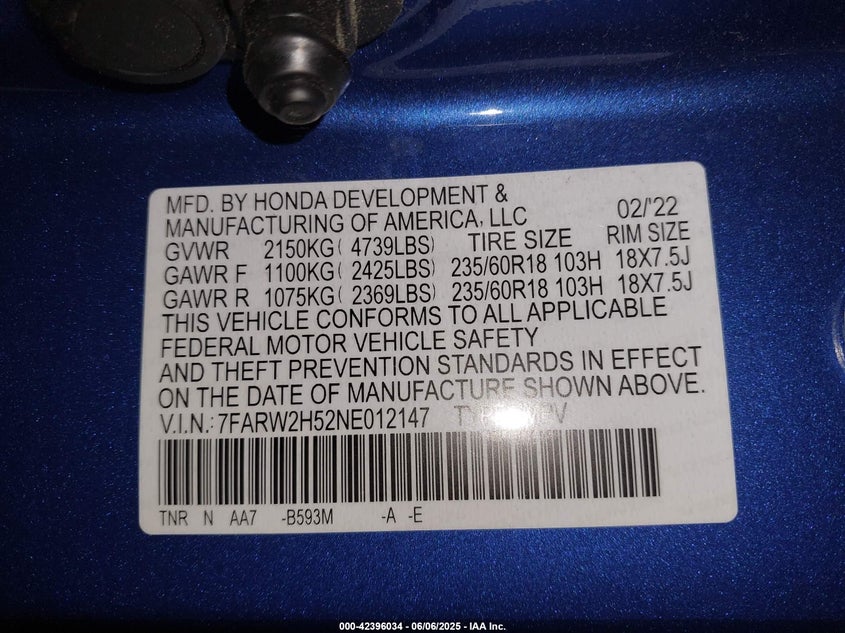 MFD. BY HONDA DEVELOPMENT &
MANUFACTURING OF AMERICA, LLC 02/'22
GVWR 2150KG( 4739LBS) TIRE SIZE RIM SIZE
GAWR F 1100KG( 2425LBS) 235/60R18 103H 18X7.5J
GAWR R 1075KG( 2369LBS) 235/60R18 103H 18X7.5J
THIS VEHICLE CONFORMS TO ALL APPLICABLE
FEDERAL MOTOR VEHICLE SAFETY
AND THEFT PREVENTION STANDARDS IN EFFECT
ON THE DATE OF MANUFACTURE SHOWN ABOVE.
V.I.N.: 7FARW2H52NE012147
TNR N AA7 -B593M -A -E
000-42396034 / 06/06/2025 - IAA Inc.